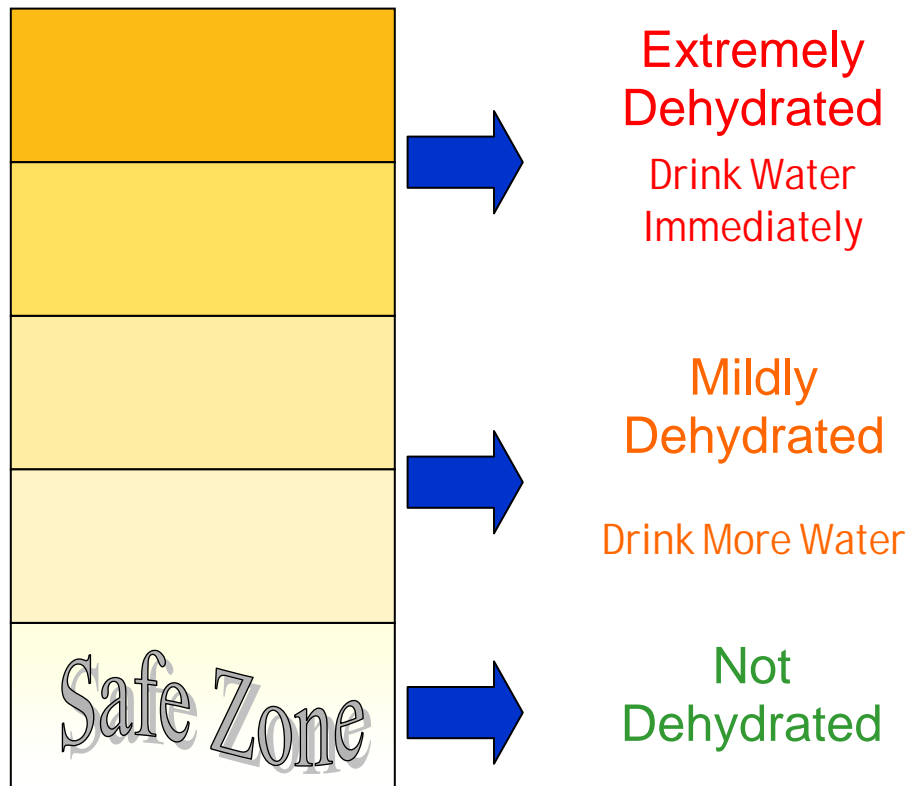 Extremely
Dehydrated
Drink Water
Immediately
Mildly
Dehydrated
Drink More Water
Safe Zone
Not
Dehydrated